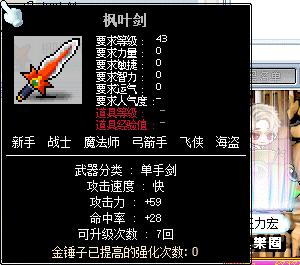 枫叶剑
要求等级： 43
要求力量： 0
要求敏捷： 0
要求智力： 0
要求运气： 0
要求人气度： -
道具等级： -
道具经验值： -
新手 战士 魔法师 弓箭手 飞侠 海盗
武器分类 : 单手剑
攻击速度 : 快
攻击力 : +59
命中率 : +28
可升级次数 : 7回
金锤子已提高的强化次数: 0
力宏
樂圈